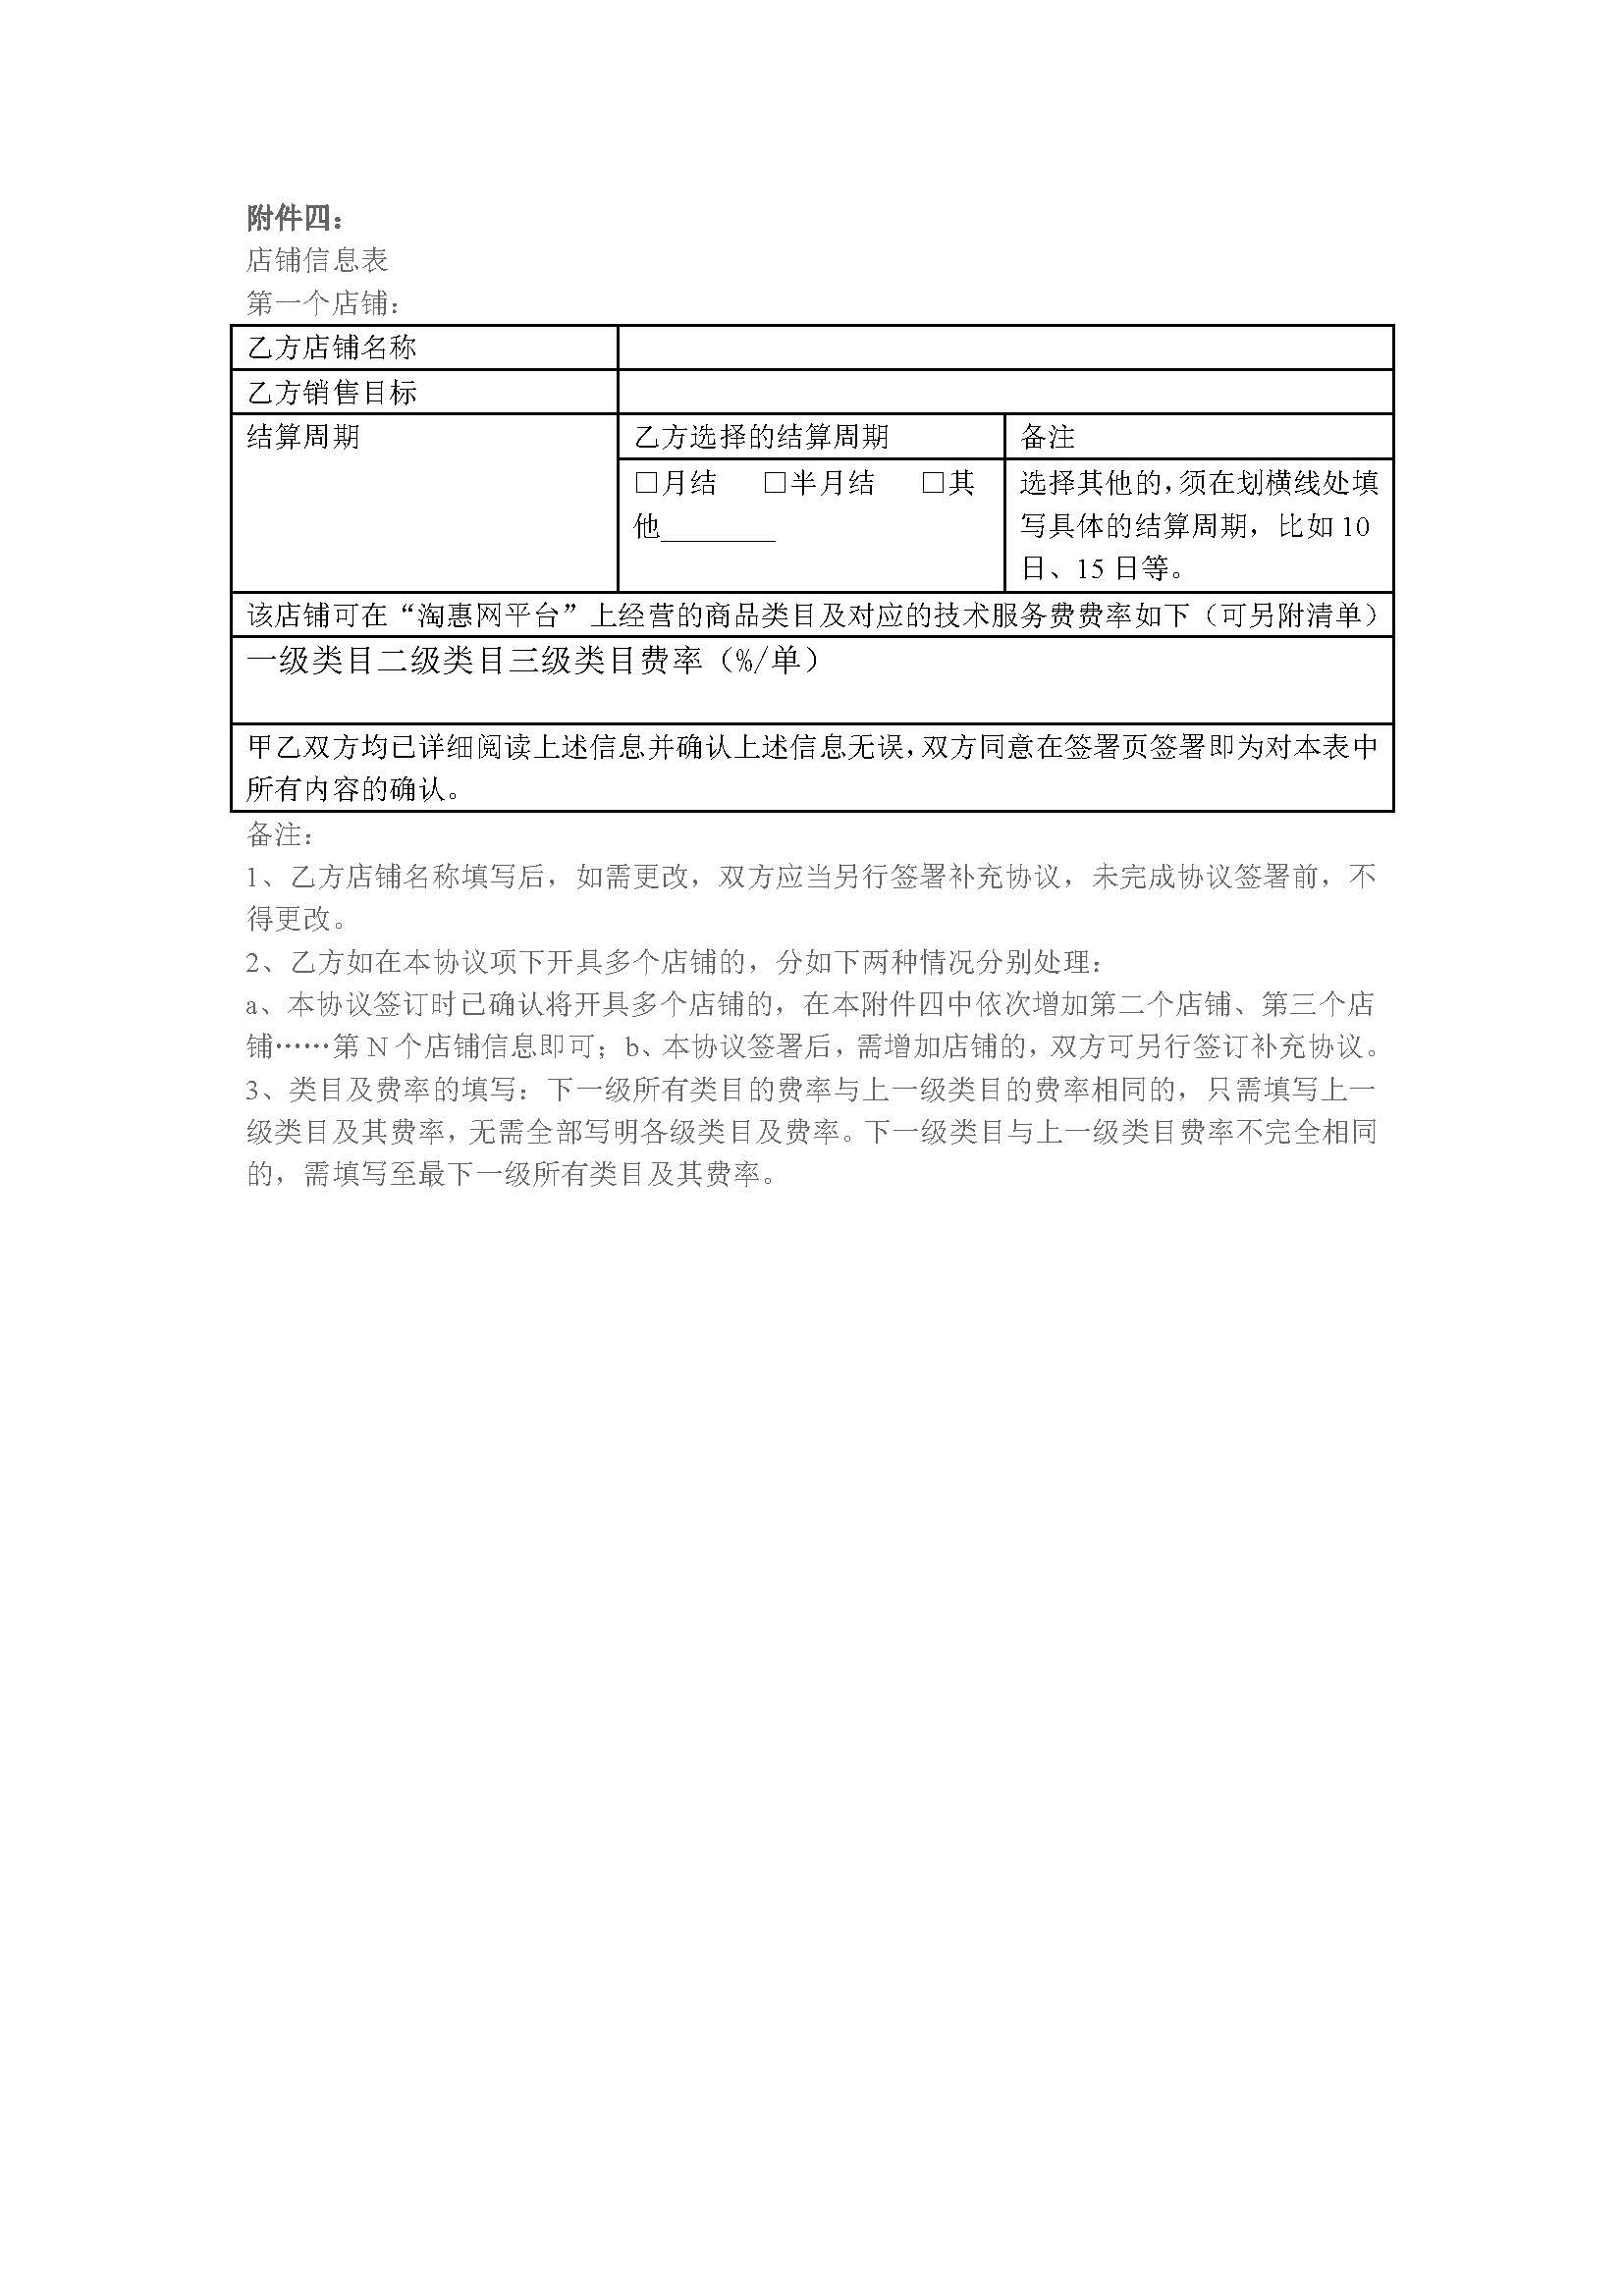 附件四：
店铺信息表
第一个店铺：
乙方店铺名称
乙方销售目标
结算周期
乙方选择的结算周期
备注
□月结 □半月结 □其
他________
选择其他的，须在划横线处填
写具体的结算周期，比如 10
日、15 日等。
该店铺可在“淘惠网平台”上经营的商品类目及对应的技术服务费费率如下（可另附清单）
一级类目二级类目三级类目费率（%/单）
甲乙双方均已详细阅读上述信息并确认上述信息无误，双方同意在签署页签署即为对本表中
所有内容的确认。
备注：
1、乙方店铺名称填写后，如需更改，双方应当另行签署补充协议，未完成协议签署前，不
得更改。
2、乙方如在本协议项下开具多个店铺的，分如下两种情况分别处理：
a、本协议签订时已确认将开具多个店铺的，在本附件四中依次增加第二个店铺、第三个店
铺……第 N 个店铺信息即可；b、本协议签署后，需增加店铺的，双方可另行签订补充协议。
3、类目及费率的填写：下一级所有类目的费率与上一级类目的费率相同的，只需填写上一
级类目及其费率，无需全部写明各级类目及费率。下一级类目与上一级类目费率不完全相同
的，需填写至最下一级所有类目及其费率。